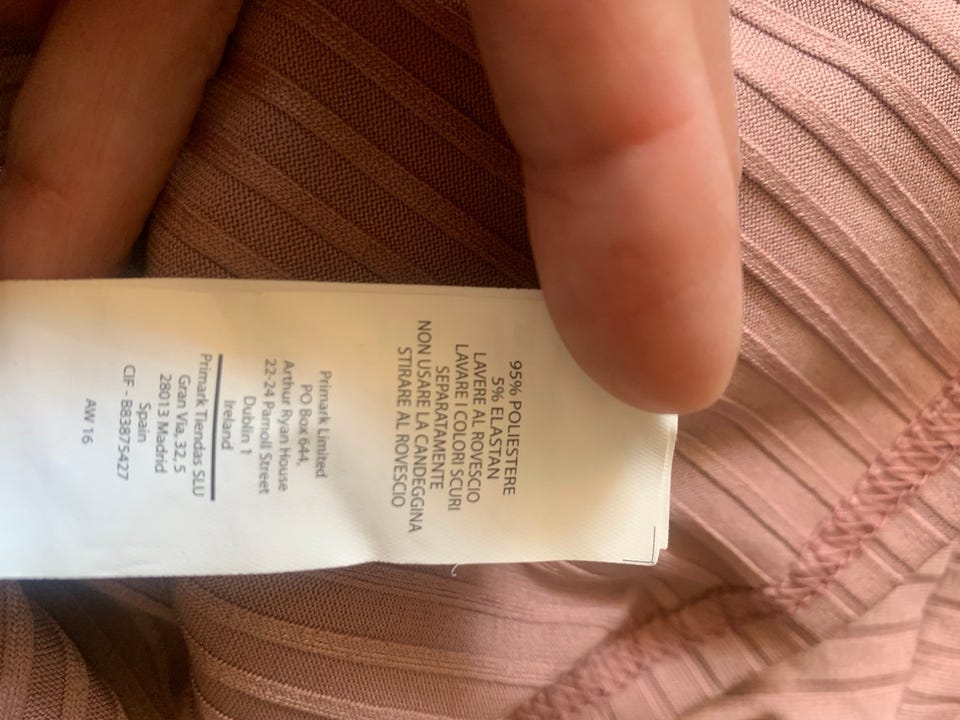 95% POLIESTERE
5% ELASTAN
LAVERE AL ROVESCIO
LAVARE I COLORI SCURI
SEPARATAMENTE
NON USARE LA CANDEGGINA
STIRARE AL ROVESCIO
Primark Limited
PO Box 644,
Arthur Ryan House
22-24 Parnoll Street
Dublin 1
Ireland
Primark Tiendas SLU
Gran Via, 32, 5
28013 Madrid
Spain
CIF - B83875427
AW 16